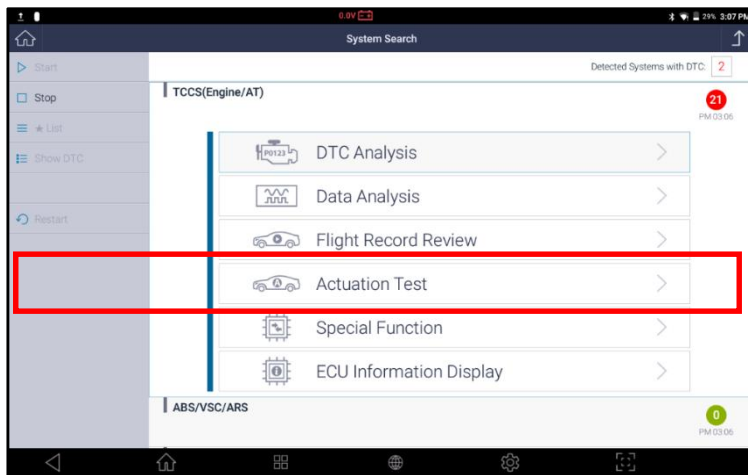 0.0V
29% 3:07 PM
System Search
Start
Detected Systems with DTC: 2
Stop
TCCS(Engine/AT)
21
PM 03:06
★ List
Show DTC
P0123
DTC Analysis
Data Analysis
Restart
Flight Record Review
Actuation Test
Special Function
ECU Information Display
ABS/VSC/ARS
0
PM 03:06